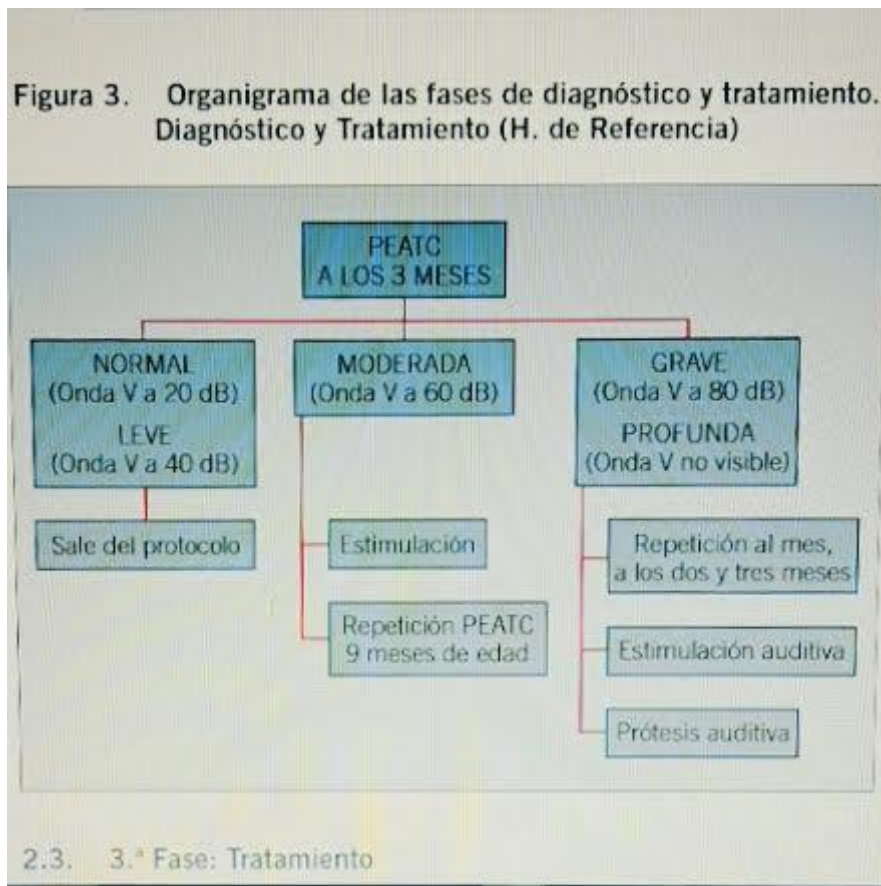 Figura 3. Organigrama de las fases de diagnóstico y tratamiento.
Diagnóstico y Tratamiento (H. de Referencia)
PEATC
A LOS 3 MESES
NORMAL
(Onda V a 20 dB)
LEVE
(Onda V a 40 dB)
Sale del protocolo
MODERADA
(Onda V a 60 dB)
Estimulación
Repetición PEATC
9 meses de edad
GRAVE
(Onda V a 80 dB)
PROFUNDA
(Onda V no visible)
Repetición al mes,
a los dos y tres meses
Estimulación auditiva
Prótesis auditiva
2.3. 3.ª Fase: Tratamiento